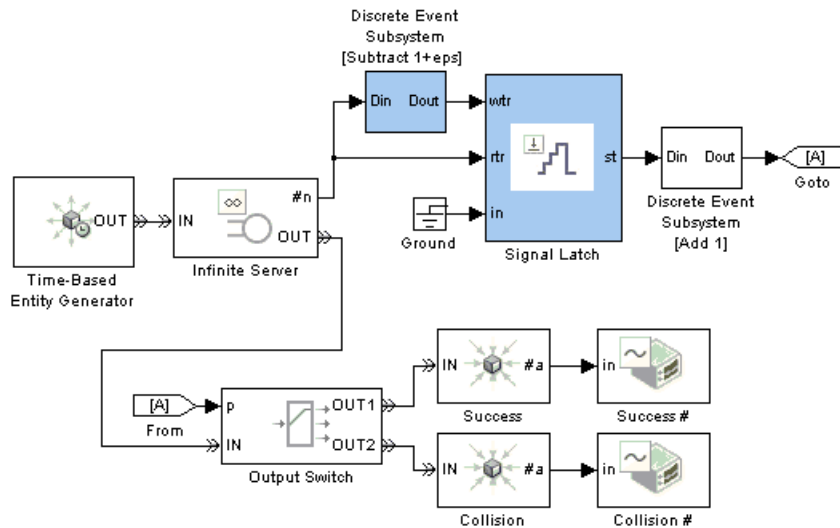 Discrete Event
Subsystem
[Subtract 1+eps]
Din Dout
wtr
rtr
in
st
Signal Latch
Din Dout
Discrete Event
Subsystem
[Add 1]
[A]
Goto
Ground
OUT
Time-Based
Entity Generator
IN
∞
#n
OUT
Infinite Server
[A]
From
p
IN
OUT1
OUT2
Output Switch
IN
#a
Success
in
Success #
IN
#a
Collision
in
Collision #